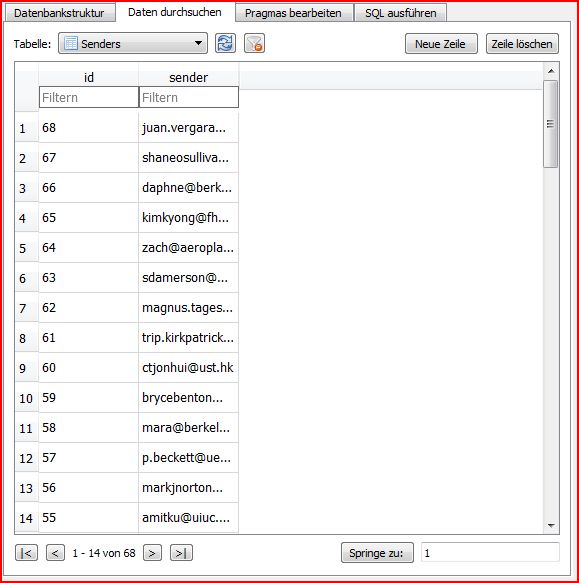 Datenbankstruktur Daten durchsuchen Pragmas bearbeiten SQL ausführen
Tabelle: Senders Neue Zeile Zeile löschen
id sender
Filtern Filtern
1 68 juan.vergara...
2 67 shaneosulliva...
3 66 daphne@berk...
4 65 kimkyong@fh...
5 64 zach@aeropla...
6 63 sdamerson@...
7 62 magnus.tages...
8 61 trip.kirkpatrick...
9 60 ctjonhui@ust.hk
10 59 brycebenton...
11 58 mara@berkel...
12 57 p.beckett@ue...
13 56 markjnorton...
14 55 amitku@uiuc....
|< < 1 - 14 von 68 > >| Springe zu: 1